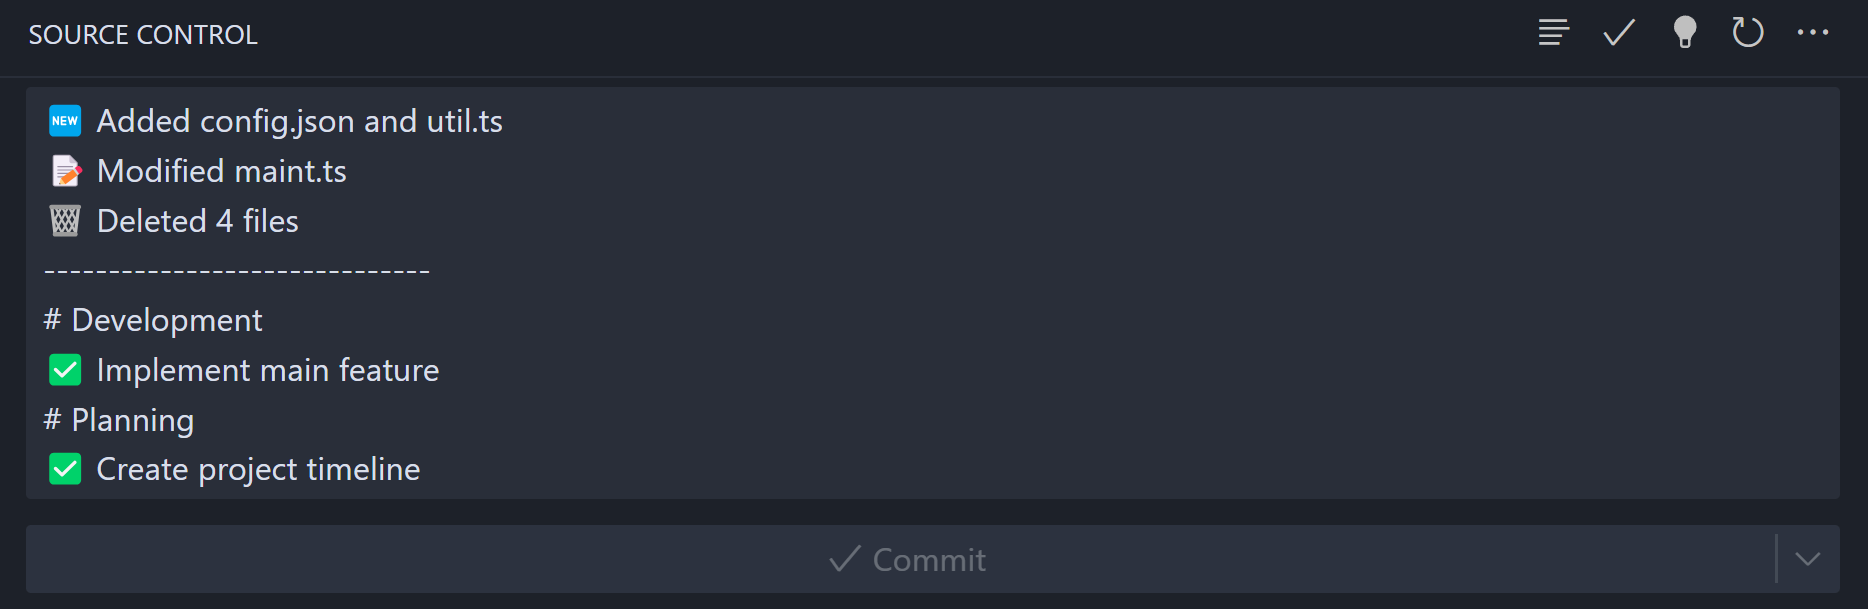 SOURCE CONTROL
🆕 Added config.json and util.ts
📝 Modified maint.ts
🗑️ Deleted 4 files
------------------------------
# Development
✅ Implement main feature
# Planning
✅ Create project timeline
✓ Commit